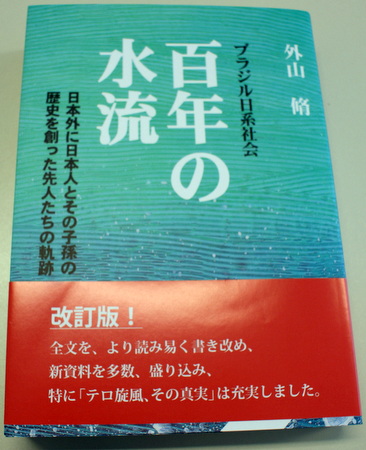 外山 脩
ブラジル日系社会
百年の
水流
日本外に日本人とその子孫の
歴史を創った先人たちの軌跡
改訂版！
全文を、より読み易く書き改め、
新資料を多数、盛り込み、
特に「テロ旋風、その真実」は充実しました。